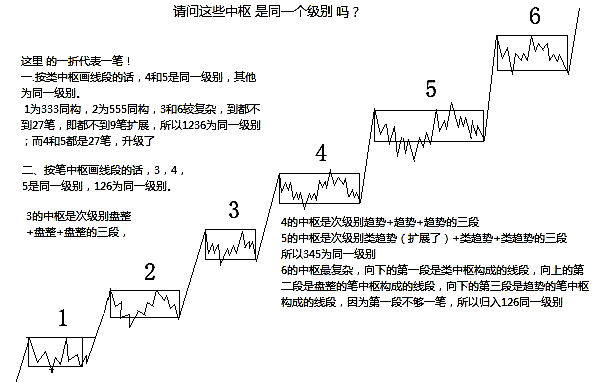 请问这些中枢 是同一个级别 吗？
6
这里 的一折代表一笔！
一.按类中枢画线段的话，4和5是同一级别，其他
为同一级别。
1为333同构，2为555同构，3和6较复杂，到都不
到27笔，即都不到9笔扩展，所以1236为同一级别
；而4和5都是27笔，升级了
5
4
二、按笔中枢画线段的话，3，4，
5是同一级别，126为同一级别。
3的中枢是次级别盘整
+盘整+盘整的三段，
3
4的中枢是次级别趋势+趋势+趋势的三段
5的中枢是次级别类趋势（扩展了）+类趋势+类趋势的三段
所以345为同一级别
6的中枢最复杂，向下的第一段是类中枢构成的线段，向上的第
二段是盘整的笔中枢构成的线段，向下的第三段是趋势的笔中枢
构成的线段，因为第一段不够一笔，所以归入126同一级别
2
1